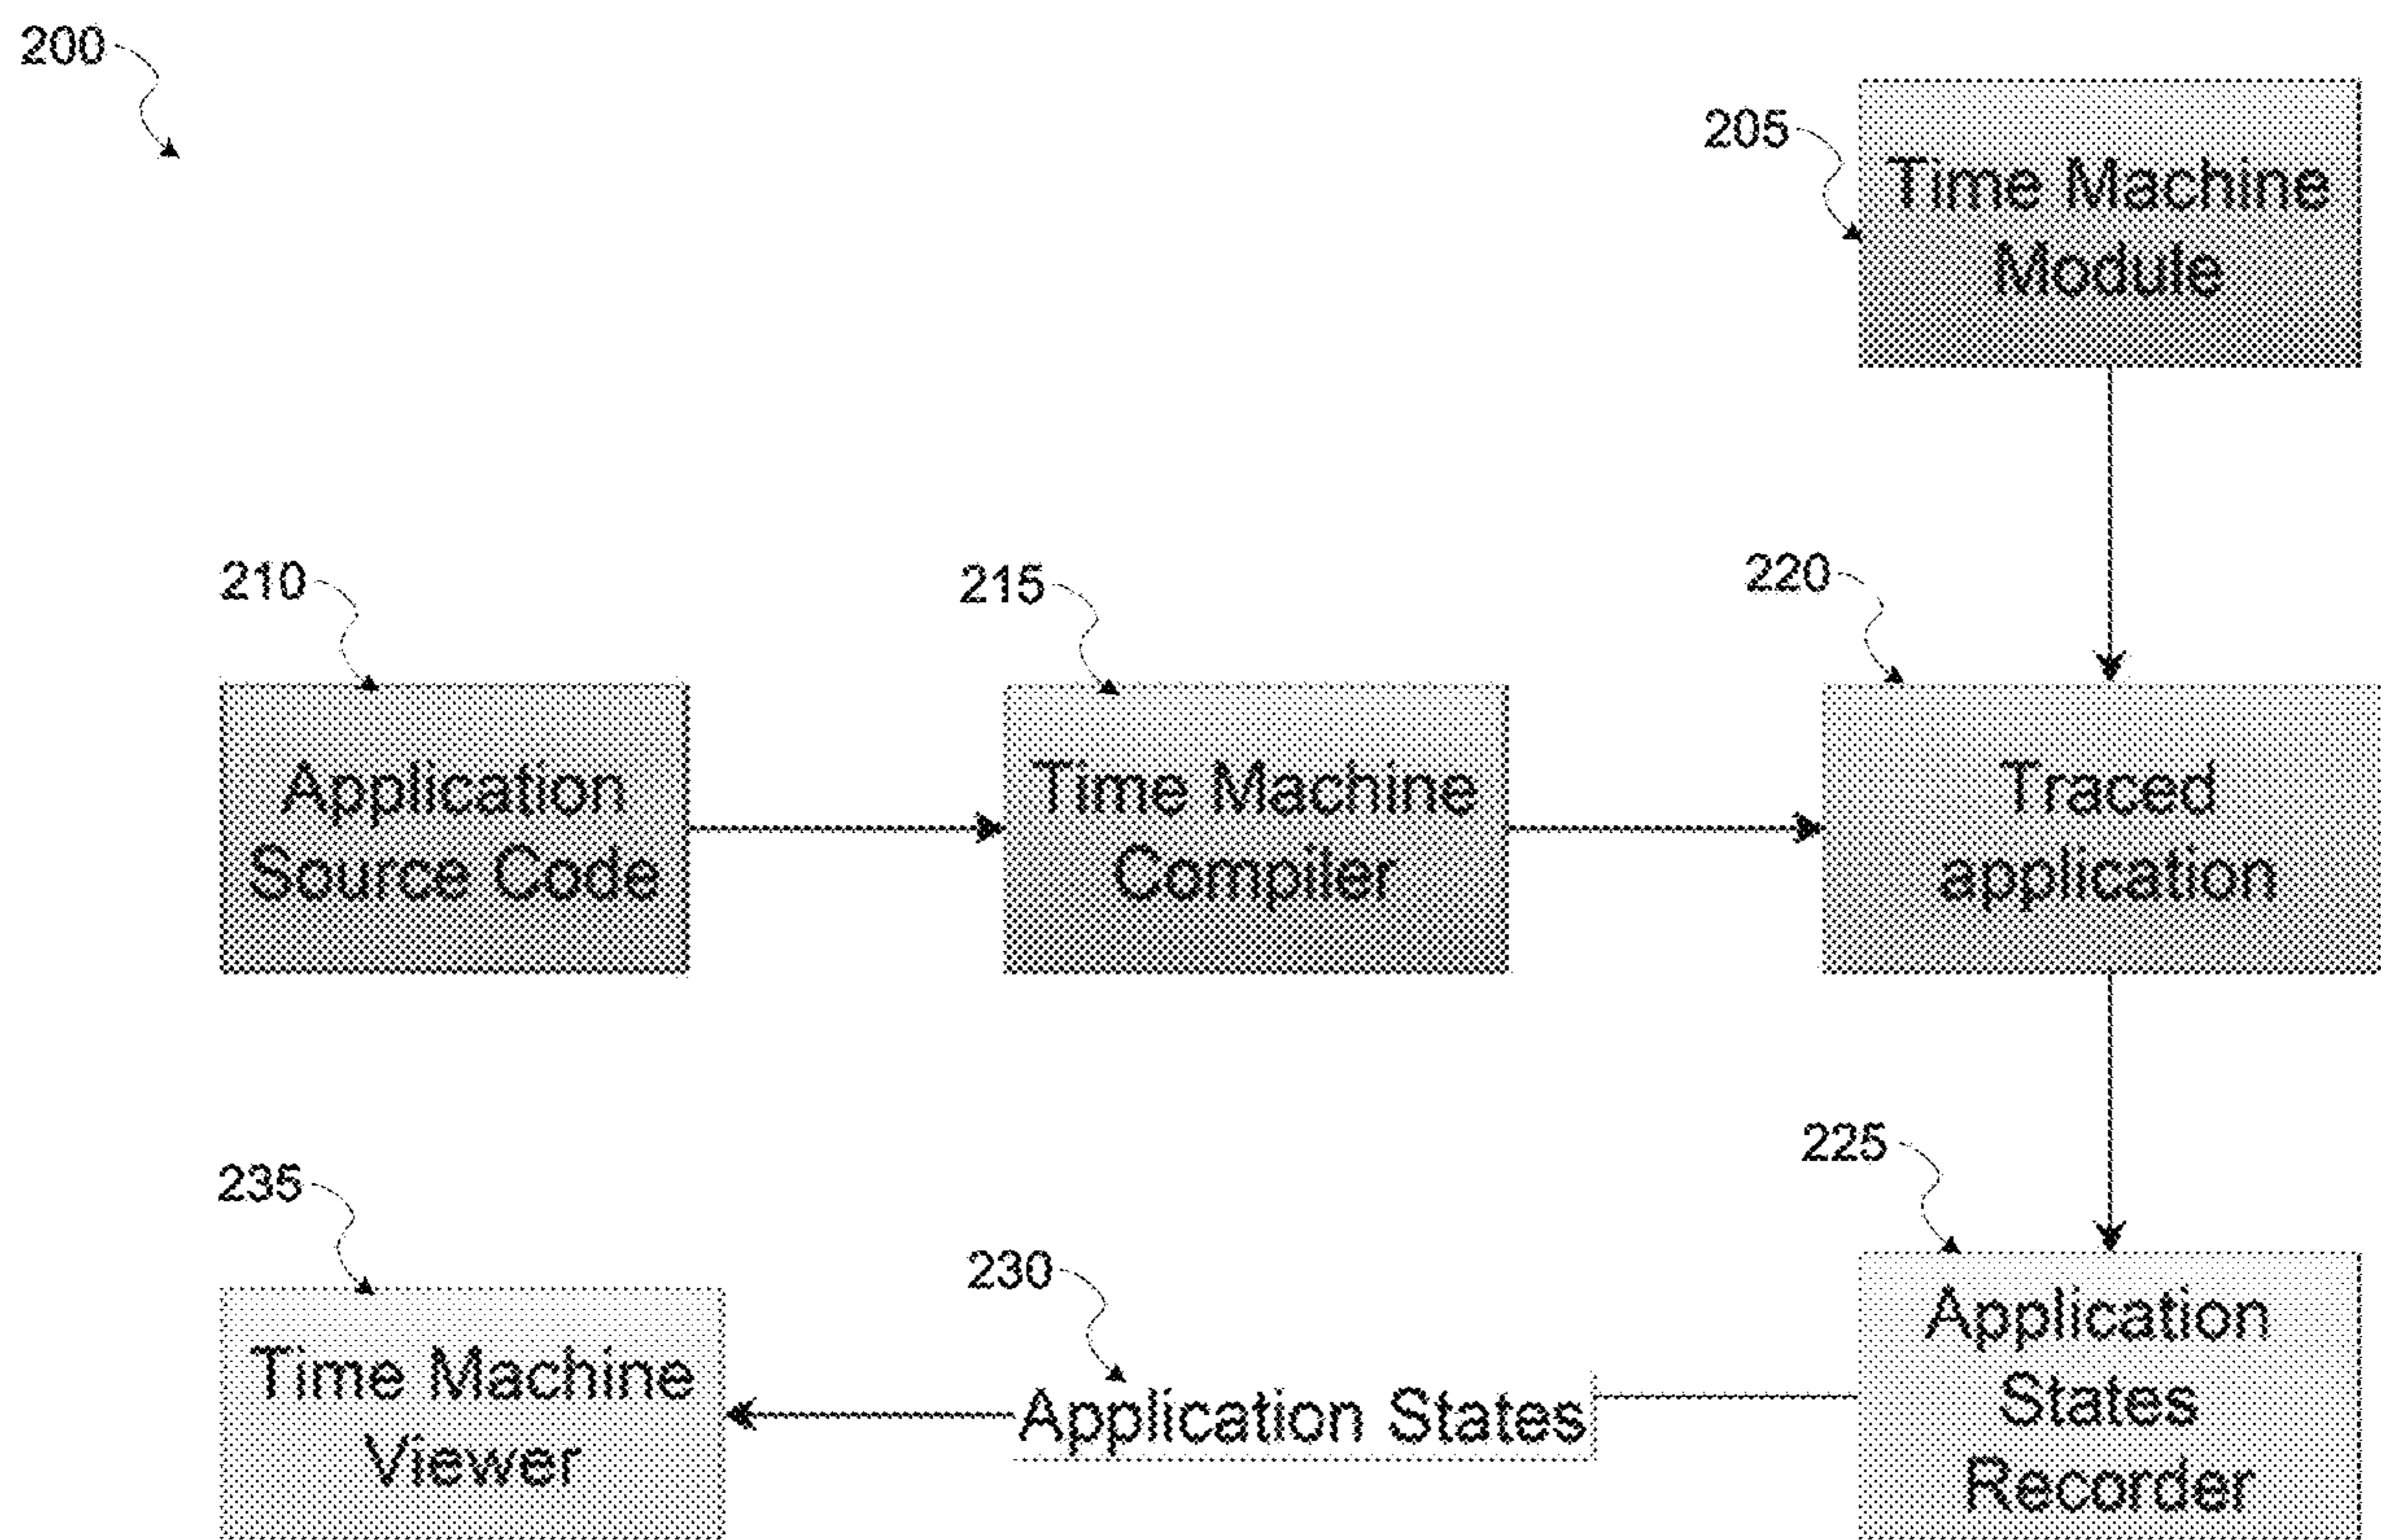 200
205
Time Machine
Module
210
215
220
Application
Source Code
Time Machine
Compiler
Traced
application
225
235
230
Application
States
Recorder
Time Machine
Viewer
Application States